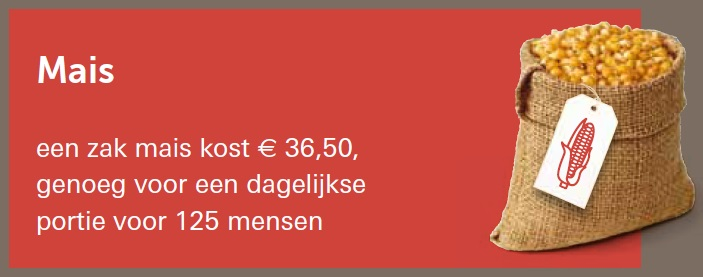 Mais
een zak mais kost € 36,50,
genoeg voor een dagelijkse
portie voor 125 mensen